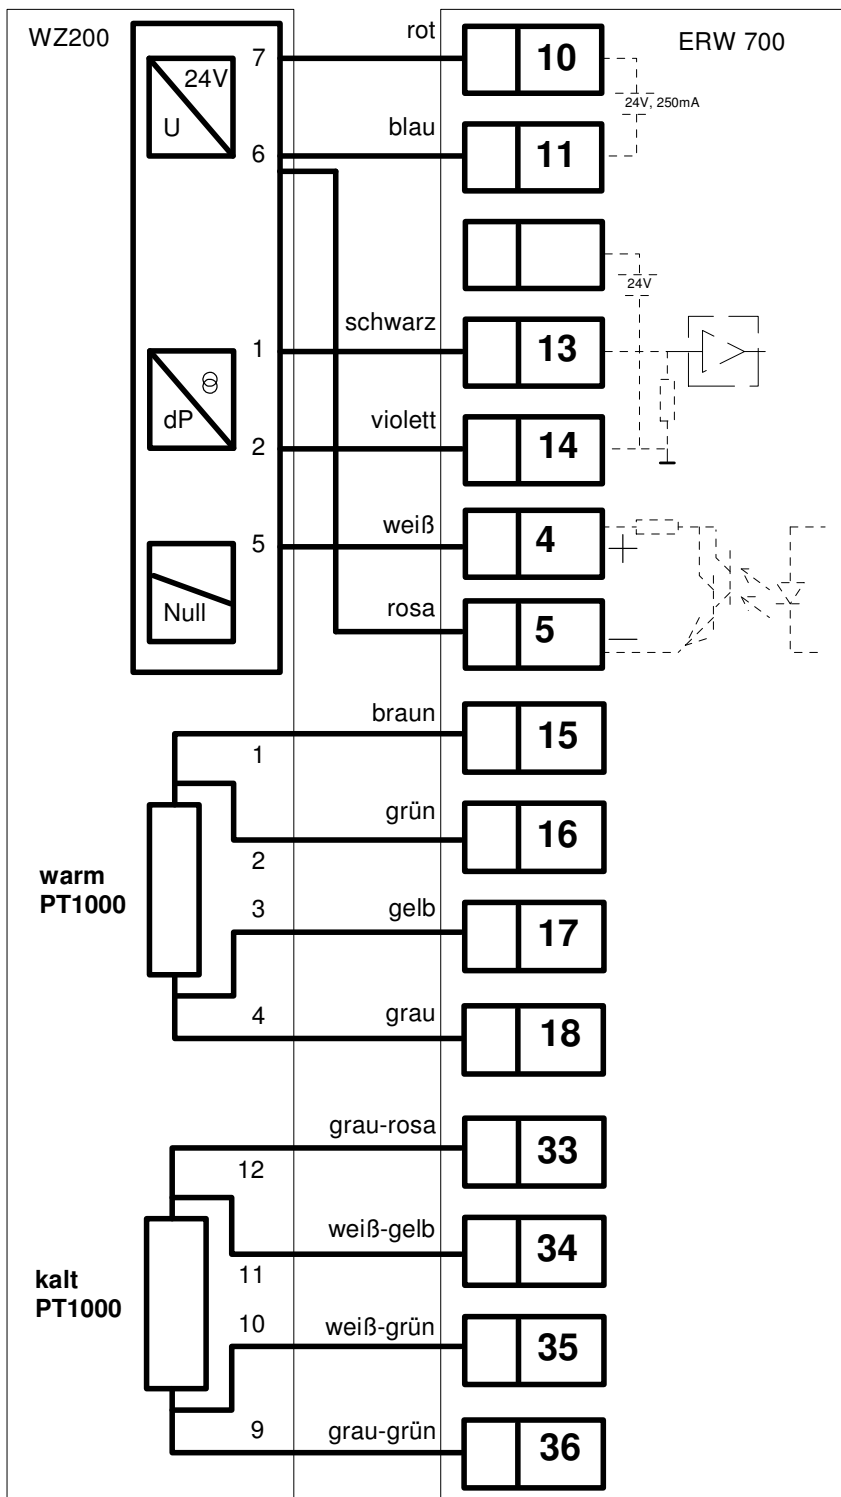 WZ200
ERW 700
rot
7
10
24V
U
24V, 250mA
blau
6
11
24V
schwarz
1
13
dP
violett
2
14
weiß
5
4
+
Null
rosa
5
–
braun
1
15
grün
2
16
warm
PT1000
3
gelb
17
4
grau
18
grau-rosa
12
33
weiß-gelb
11
34
kalt
PT1000
10
weiß-grün
35
9
grau-grün
36